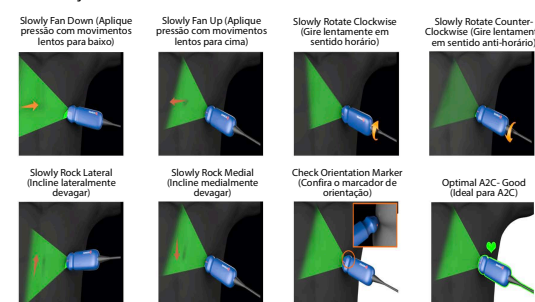 Slowly Fan Down (Aplique
pressão com movimentos
lentos para baixo)
Slowly Fan Up (Aplique
pressão com movimentos
lentos para cima)
Slowly Rotate Clockwise
(Gire lentamente em
sentido horário)
Slowly Rotate Counter-
Clockwise (Gire lentament
em sentido anti-horário)
Slowly Rock Lateral
(Incline lateralmente
devagar)
Slowly Rock Medial
(Incline medialmente
devagar)
Check Orientation Marker
(Confira o marcador de
orientação)
Optimal A2C- Good
(Ideal para A2C)